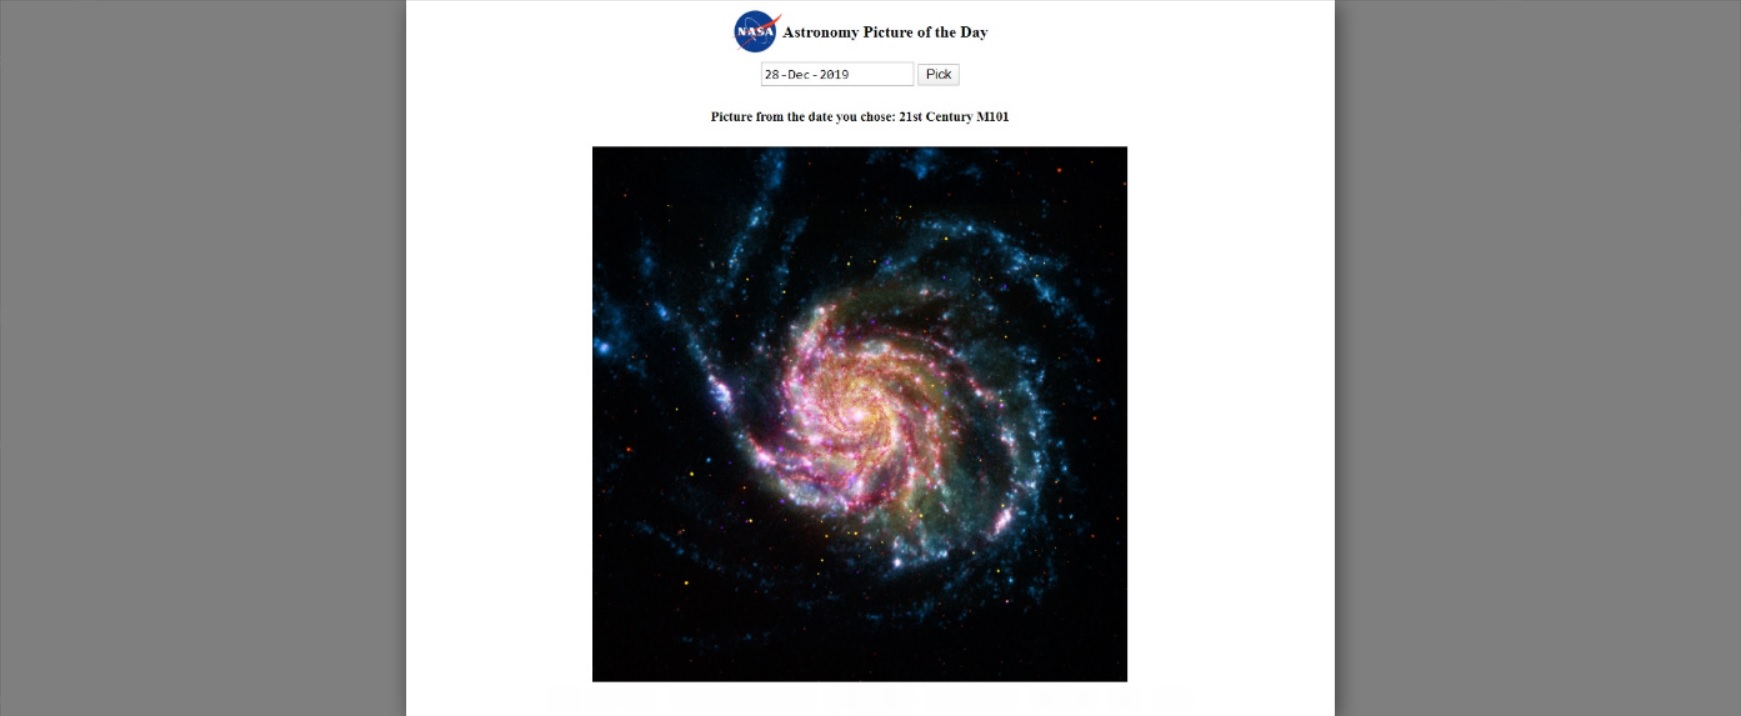 NASA Astronomy Picture of the Day
28-Dec-2019 Pick
Picture from the date you chose: 21st Century M101